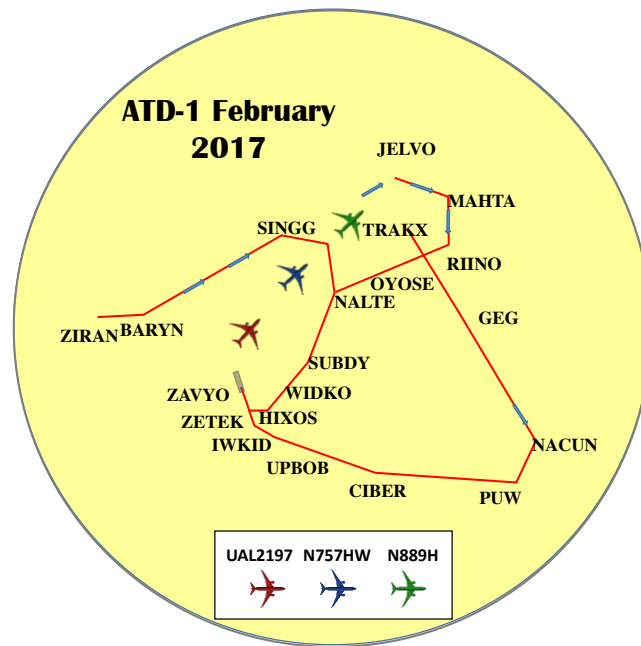 ATD-1 February
2017
JELVO
MAHTA
SINGG
TRAKX
RIINO
OYOSE
NALTE
GEG
ZIRAN
BARYN
SUBDY
ZAVYO
WIDKO
ZETEK
HIXOS
IWKID
NACUN
UPBOB
CIBER
PUW
UAL2197 N757HW N889H